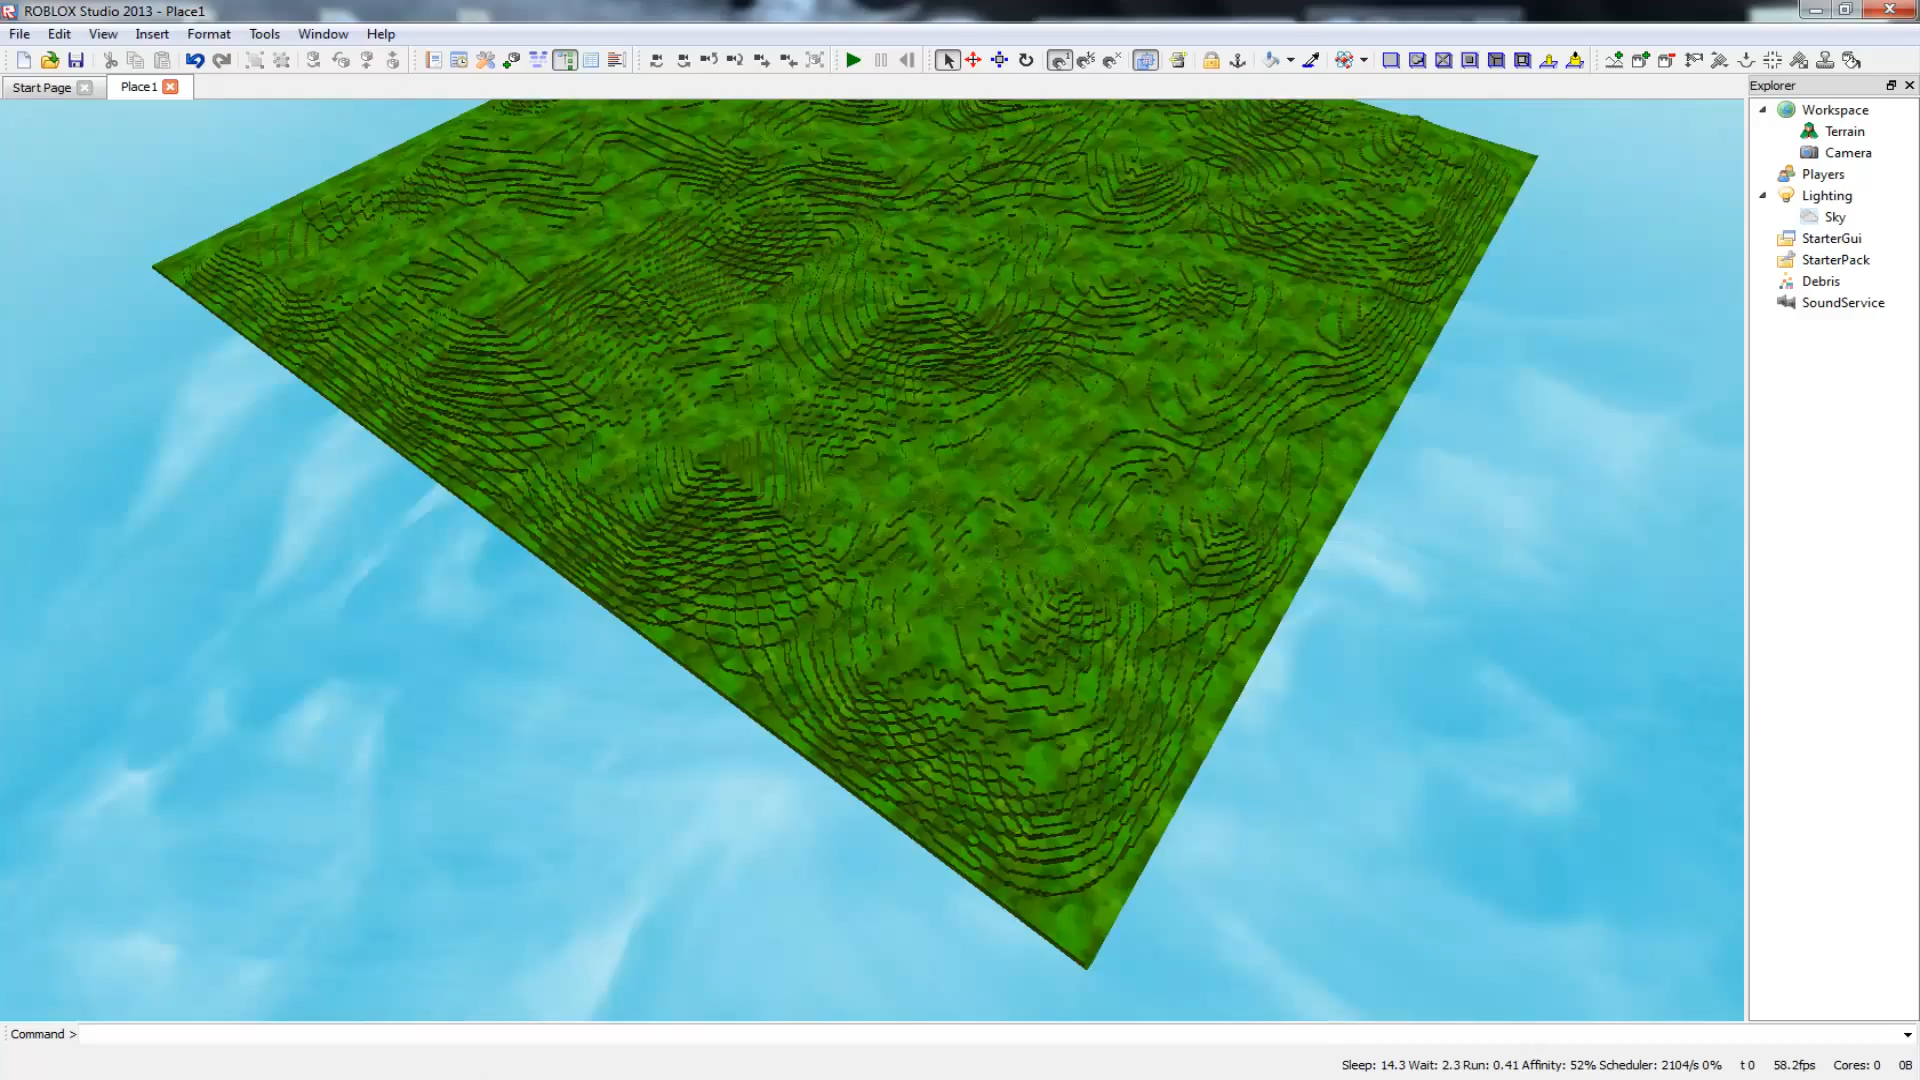 ROBLOX Studio 2013 - Place1
File Edit View Insert Format Tools Window Help
Start Page Place1
Explorer
Workspace
Terrain
Camera
Players
Lighting
Sky
StarterGui
StarterPack
Debris
SoundService
Command >
Sleep: 14.3 Wait: 2.3 Run: 0.41 Affinity: 52% Scheduler: 2104/s 0% t 0 58.2fps Cores: 0 0B